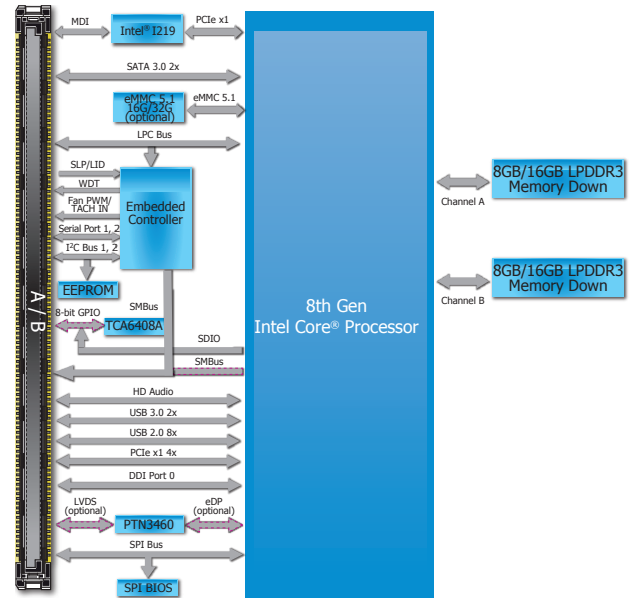 MDI
Intel® I219
PCIe x1
SATA 3.0 2x
eMMC 5.1
16G/32G
(optional)
eMMC 5.1
LPC Bus
SLP/LID
WDT
Fan PWM/
TACH IN
Serial Port 1, 2
I²C Bus 1, 2
Embedded
Controller
EEPROM
A / B
8-bit GPIO
SMBus
TCA6408A
SDIO
SMBus
HD Audio
USB 3.0 2x
USB 2.0 8x
PCIe x1 4x
DDI Port 0
LVDS
(optional)
PTN3460
eDP
(optional)
SPI Bus
SPI BIOS
8th Gen
Intel Core® Processor
Channel A
8GB/16GB LPDDR3
Memory Down
Channel B
8GB/16GB LPDDR3
Memory Down